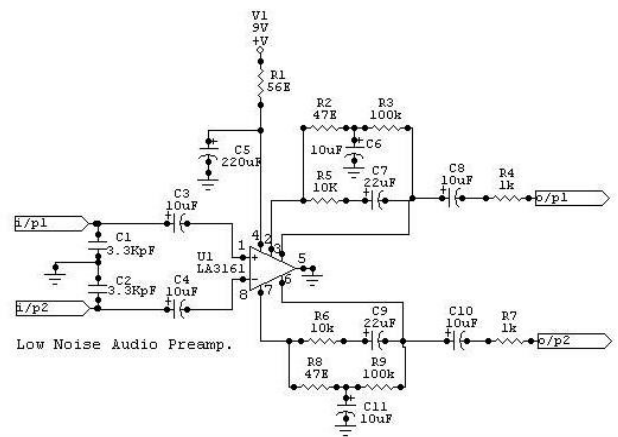 V1
9V
+V
R1
56E
R2
47E
R3
100k
C5
220uF
10uF
C6
R5
10K
C7
22uF
C8
10uF
R4
1k
o/p1
C3
10uF
i/p1
C1
3.3KpF
4
2
3
1
U1
LA3161
+
-
5
6
7
8
C2
3.3KpF
C4
10uF
i/p2
R6
10k
C9
22uF
C10
10uF
R7
1k
o/p2
Low Noise Audio Preamp.
R8
47E
R9
100k
C11
10uF